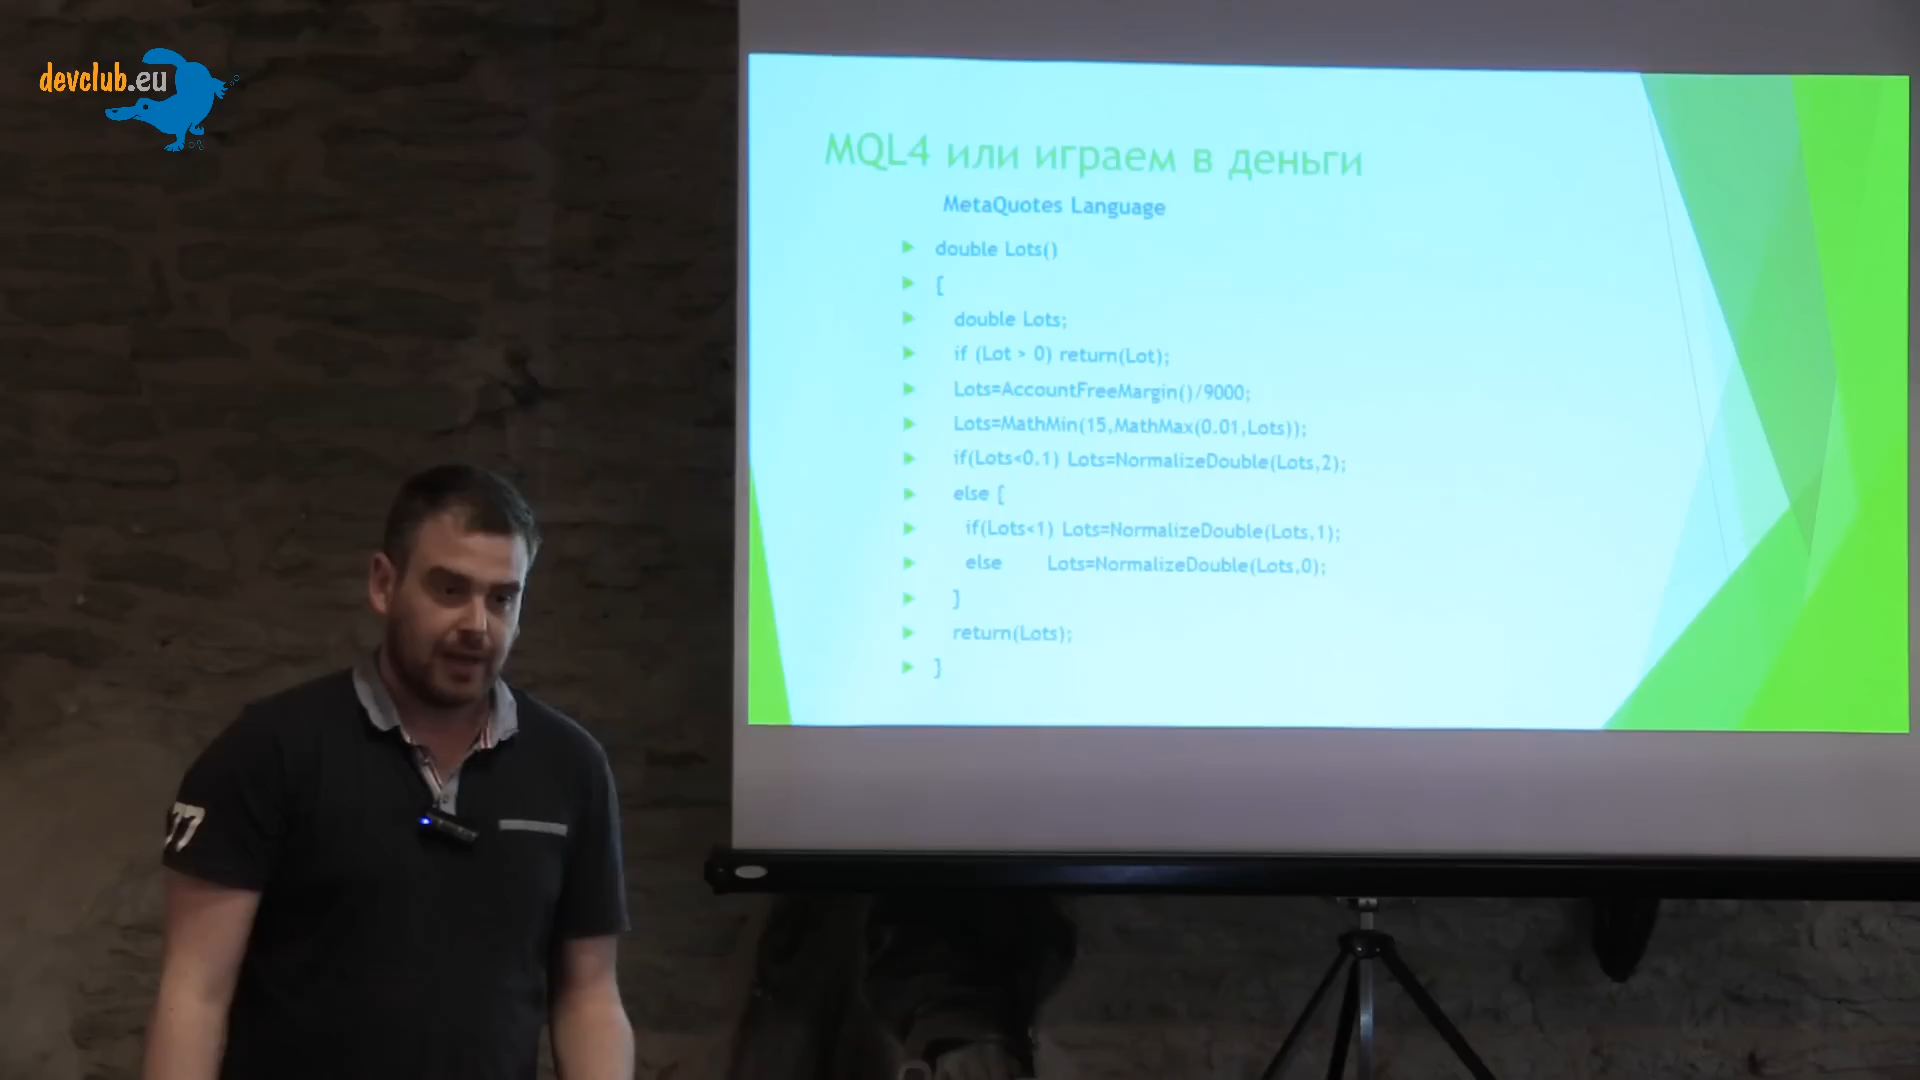 devclub.eu
MQL4 или играем в деньги
MetaQuotes Language
double Lots()
{
double Lots;
if (Lot > 0) return(Lot);
Lots=AccountFreeMargin()/9000;
Lots=MathMin(15,MathMax(0.01,Lots));
if(Lots<0.1) Lots=NormalizeDouble(Lots,2);
else {
if(Lots<1) Lots=NormalizeDouble(Lots,1);
else Lots=NormalizeDouble(Lots,0);
}
return(Lots);
}
77